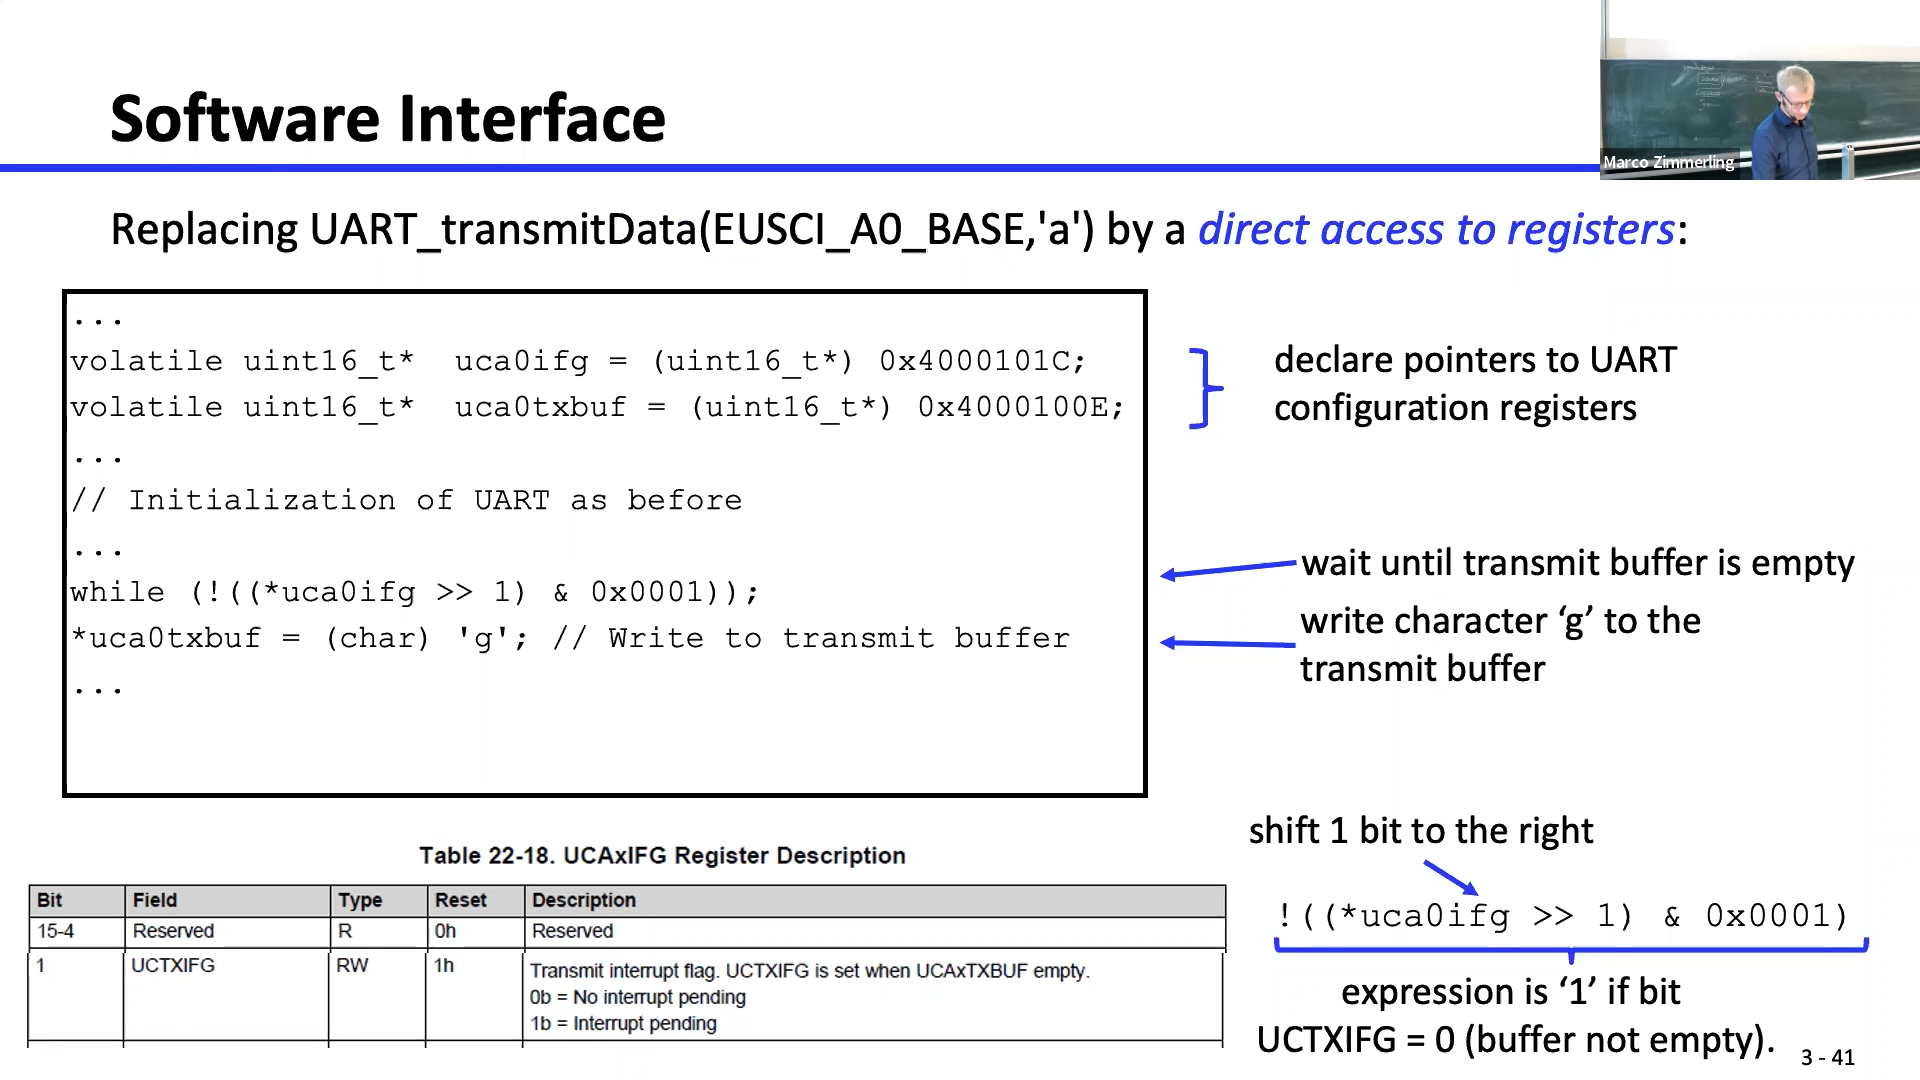 Software Interface
Marco Zimmerling
Replacing UART_transmitData(EUSCI_A0_BASE,'a') by a direct access to registers:
...
volatile uint16_t*  uca0ifg = (uint16_t*) 0x4000101C;
volatile uint16_t*  uca0txbuf = (uint16_t*) 0x4000100E;
...
// Initialization of UART as before
...
while (!((*uca0ifg >> 1) & 0x0001));
*uca0txbuf = (char) 'g'; // Write to transmit buffer
...
declare pointers to UART
configuration registers
wait until transmit buffer is empty
write character ‘g’ to the
transmit buffer
Table 22-18. UCAxIFG Register Description
Bit Field Type Reset Description
15-4 Reserved R 0h Reserved
1 UCTXIFG RW 1h Transmit interrupt flag. UCTXIFG is set when UCAxTXBUF empty.
0b = No interrupt pending
1b = Interrupt pending
shift 1 bit to the right
!((*uca0ifg >> 1) & 0x0001)
expression is ‘1’ if bit
UCTXIFG = 0 (buffer not empty).
3 - 41